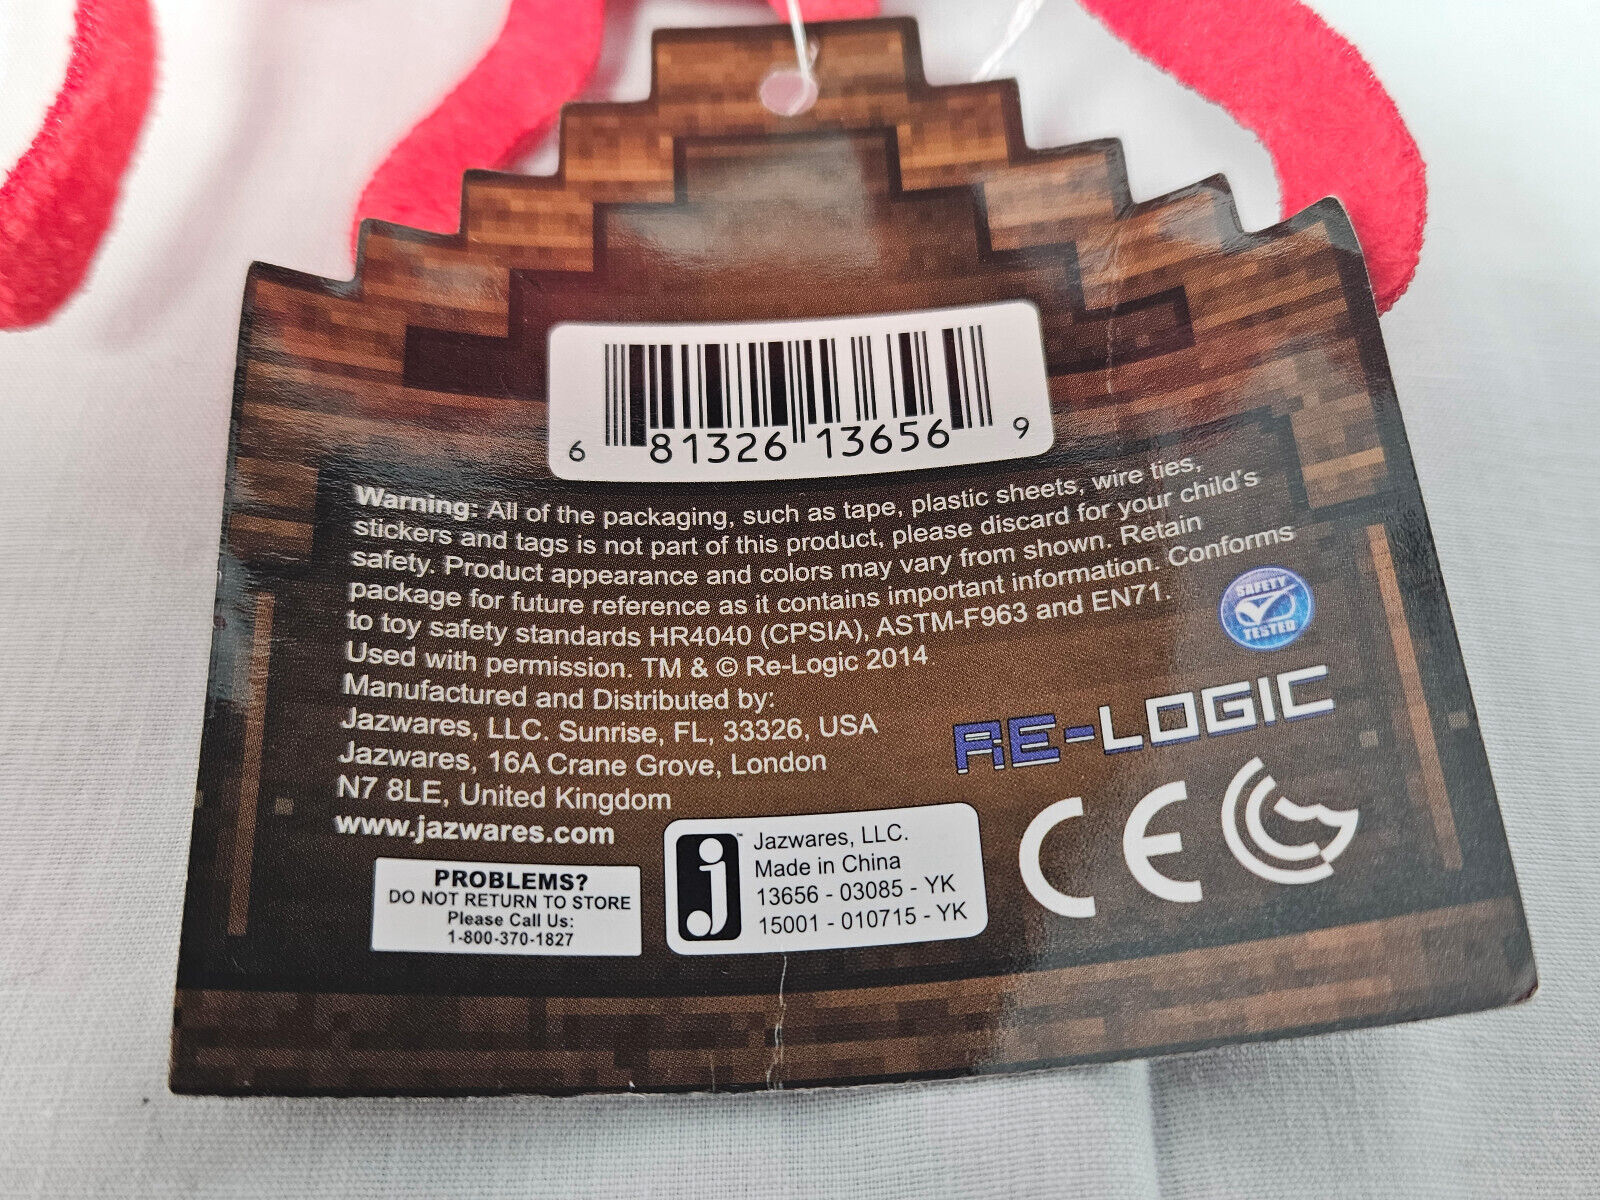 6 81326 13656 9
Warning: All of the packaging, such as tape, plastic sheets, wire ties,
stickers and tags is not part of this product, please discard for your child's
safety. Product appearance and colors may vary from shown. Retain
package for future reference as it contains important information. Conforms
to toy safety standards HR4040 (CPSIA), ASTM-F963 and EN71.
Used with permission. TM & © Re-Logic 2014
Manufactured and Distributed by:
Jazwares, LLC. Sunrise, FL, 33326, USA
Jazwares, 16A Crane Grove, London
N7 8LE, United Kingdom
www.jazwares.com
SAFETY
TESTED
RE-LOGIC
CE
PROBLEMS?
DO NOT RETURN TO STORE
Please Call Us:
1-800-370-1827
j™
Jazwares, LLC.
Made in China
13656 - 03085 - YK
15001 - 010715 - YK